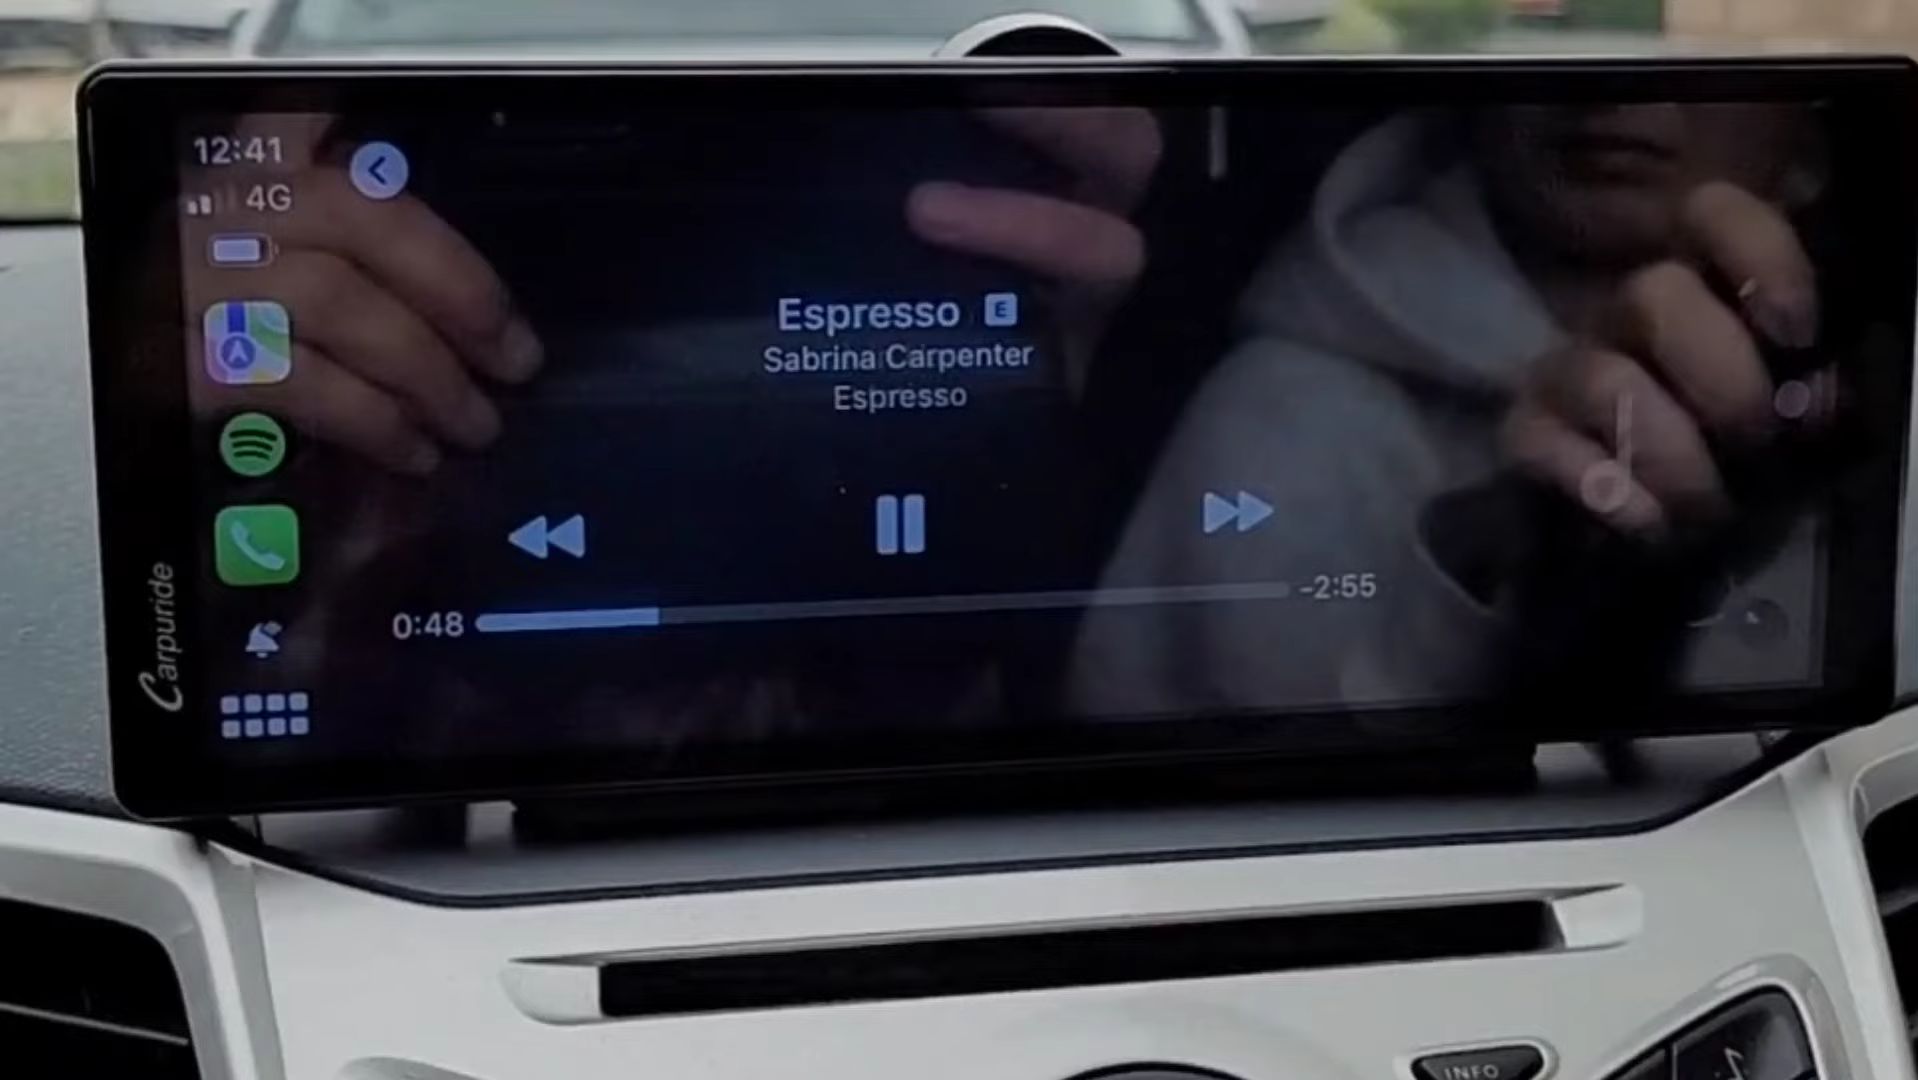 12:41
4G
Espresso E
Sabrina Carpenter
Espresso
0:48
-2:55
Carpuride
INFO